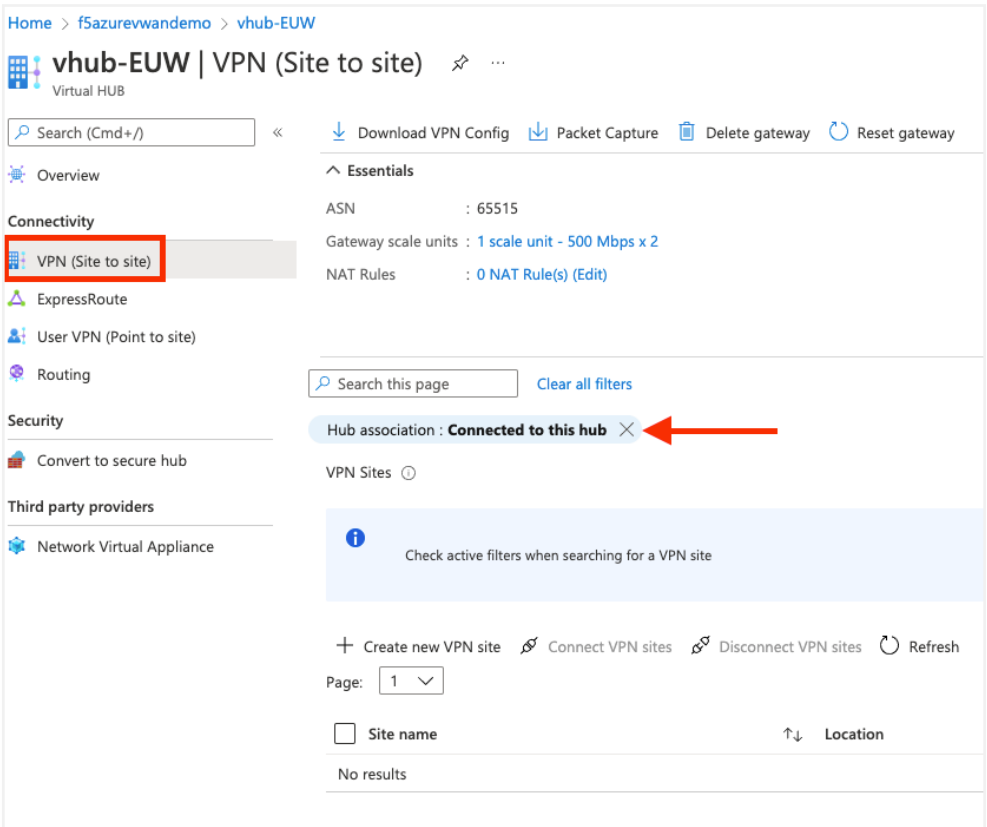 Home > f5azurevwandemo > vhub-EUW
vhub-EUW | VPN (Site to site) ...
Virtual HUB
Search (Cmd+/)
«
Overview
Connectivity
VPN (Site to site)
ExpressRoute
User VPN (Point to site)
Routing
Security
Convert to secure hub
Third party providers
Network Virtual Appliance
Download VPN Config Packet Capture Delete gateway Reset gateway
Essentials
ASN : 65515
Gateway scale units : 1 scale unit - 500 Mbps x 2
NAT Rules : 0 NAT Rule(s) (Edit)
Search this page Clear all filters
Hub association : Connected to this hub
VPN Sites
Check active filters when searching for a VPN site
Create new VPN site Connect VPN sites Disconnect VPN sites Refresh
Page: 1
Site name ↑↓ Location
No results